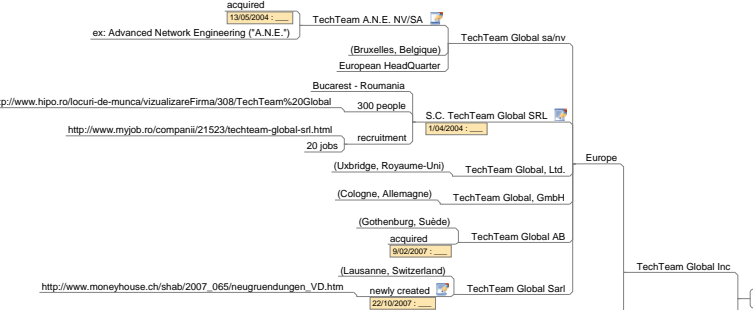 acquired
13/05/2004 : ___
TechTeam A.N.E. NV/SA
ex: Advanced Network Engineering ("A.N.E.")
TechTeam Global sa/nv
(Bruxelles, Belgique)
European HeadQuarter
Bucarest - Roumania
p://www.hipo.ro/locuri-de-munca/vizualizareFirma/308/TechTeam%20Global
300 people
S.C. TechTeam Global SRL
1/04/2004 : ___
http://www.myjob.ro/companii/21523/techteam-global-srl.html
recruitment
20 jobs
Europe
(Uxbridge, Royaume-Uni)
TechTeam Global, Ltd.
(Cologne, Allemagne)
TechTeam Global, GmbH
(Gothenburg, Suède)
acquired
TechTeam Global AB
9/02/2007 : ___
TechTeam Global Inc
(Lausanne, Switzerland)
http://www.moneyhouse.ch/shab/2007_065/neugruendungen_VD.htm
newly created
TechTeam Global Sarl
22/10/2007 : ___